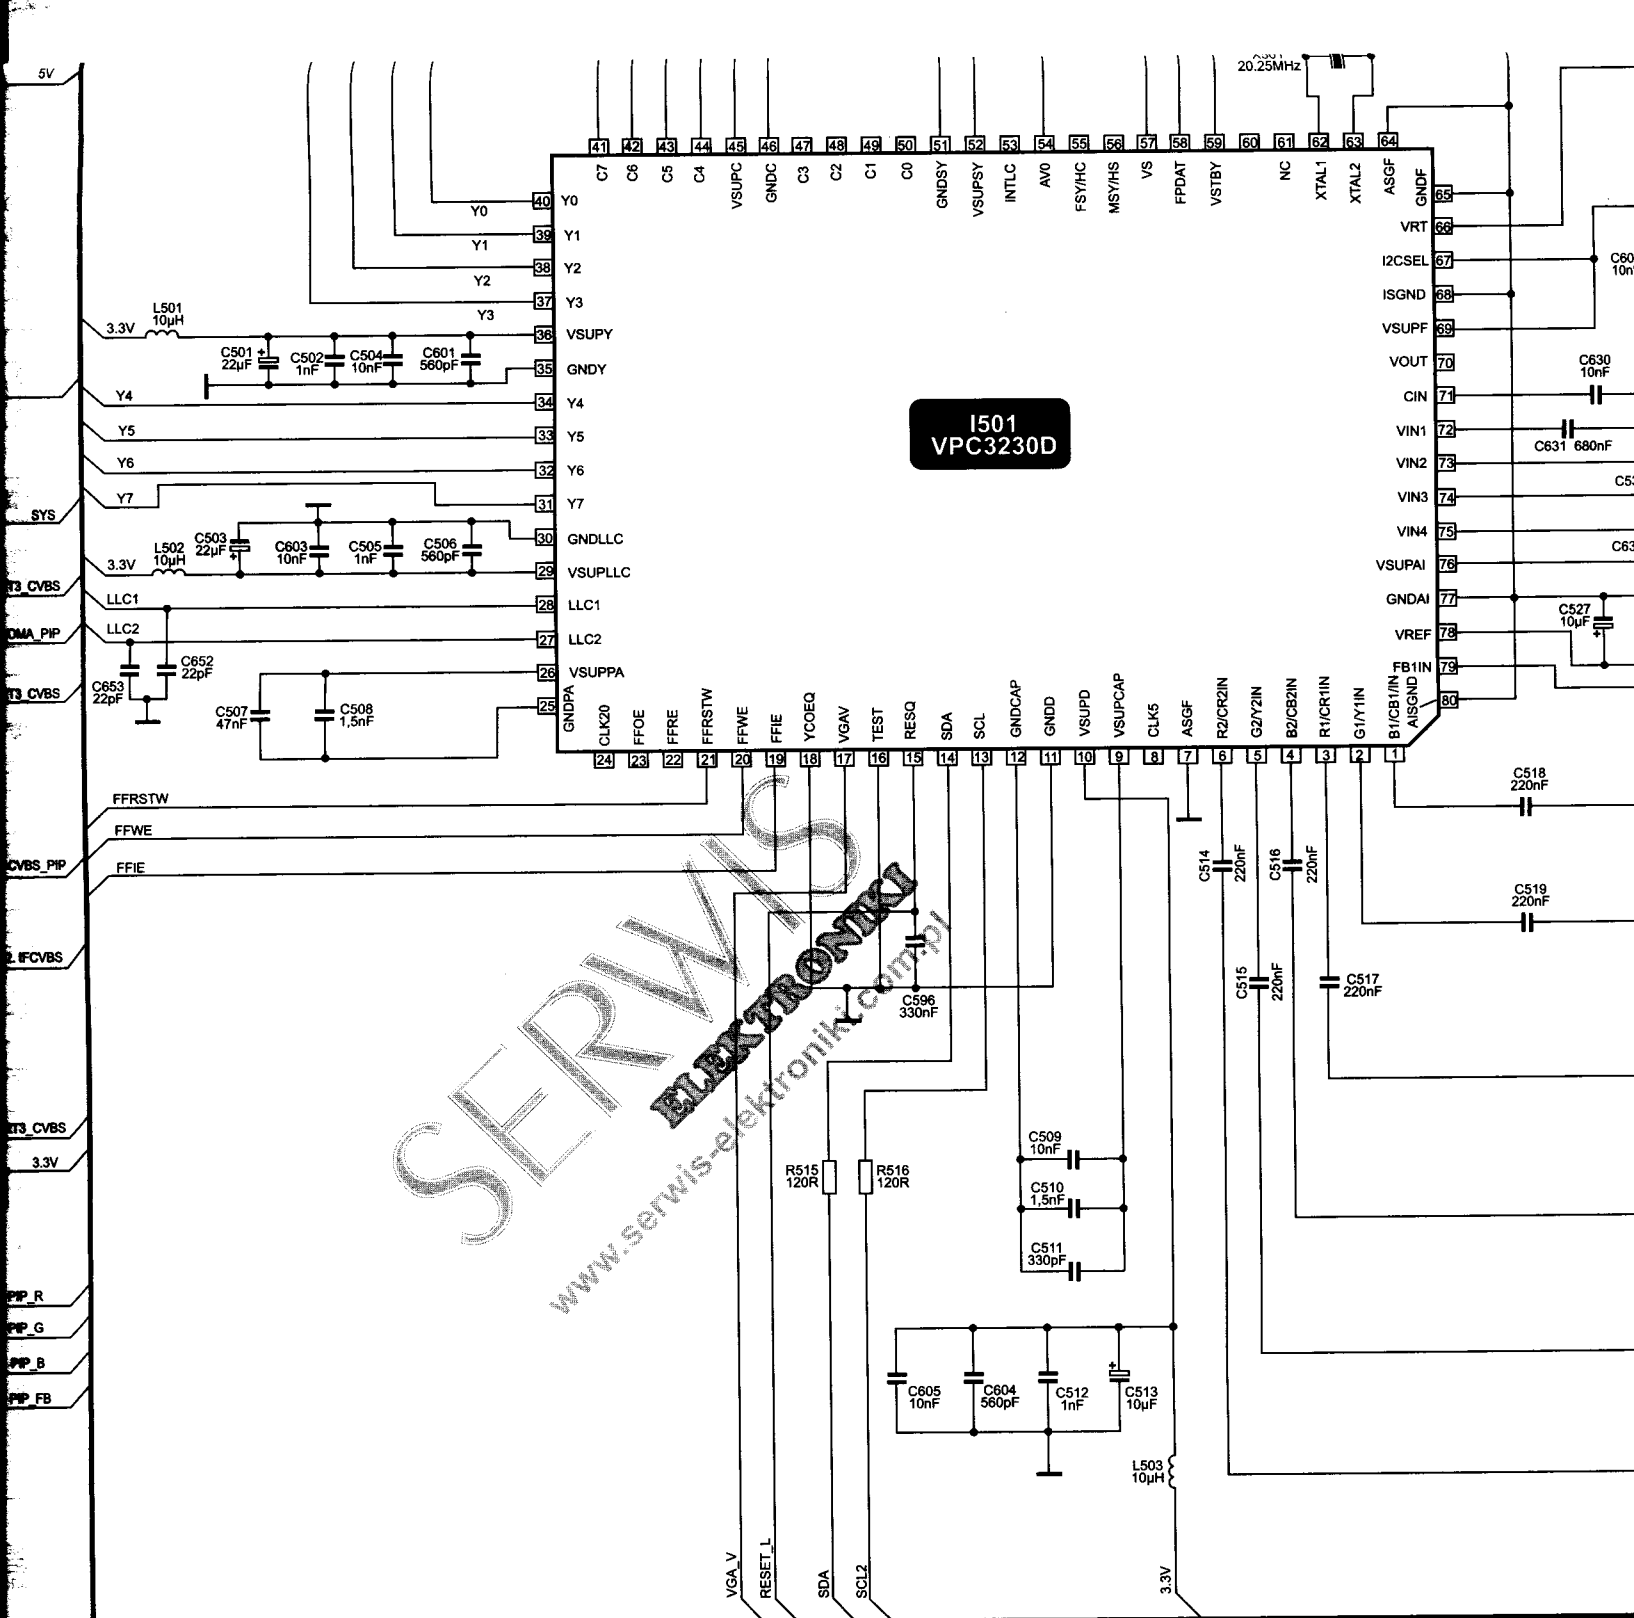 5V
20.25MHz
41 42 43 44 45 46 47 48 49 50 51 52 53 54 55 56 57 58 59 60 61 62 63 64
C7 C6 C5 C4 VSUPC GNDC C3 C2 C1 C0 GNDSY VSUPSY INTLC AV0 FSY/HC MSY/HS VS FPDAT VSTBY NC XTAL1 XTAL2 ASGF
GNDF 65
Y0 40 Y0
VRT 66
Y1 39 Y1
I2CSEL 67
Y2 38 Y2
ISGND 68
Y3 37 Y3
L501
10µH
3.3V
36 VSUPY
VSUPF 69
C501
22µF
+
C502
1nF
C504
10nF
C601
560pF
35 GNDY
VOUT 70
C630
10nF
Y4 34 Y4
CIN 71
I501
VPC3230D
Y5 33 Y5
VIN1 72
C631 680nF
Y6 32 Y6
VIN2 73
Y7 31 Y7
VIN3 74
SYS
C503
22µF
+
C603
10nF
C505
1nF
C506
560pF
30 GNDLLC
VIN4 75
L502
10µH
3.3V
29 VSUPLLC
VSUPAI 76
T3_CVBS
LLC1 28 LLC1
GNDAI 77
C527
10µF
+
OMA_PIP
LLC2 27 LLC2
VREF 78
C652
22pF
C653
22pF
26 VSUPPA
FB1IN 79
T3_CVBS
C507
47nF
C508
1,5nF
25 GNDPA
AISGND 80
CLK20 FFOE FFRE FFRSTW FFWE FFIE YCOEQ VGAV TEST RESQ SDA SCL GNDCAP GNDD VSUPD VSUPCAP CLK5 ASGF R2/CR2IN G2/Y2IN B2/CB2IN R1/CR1IN G1/Y1IN B1/CB1/IN
24 23 22 21 20 19 18 17 16 15 14 13 12 11 10 9 8 7 6 5 4 3 2 1
C518
220nF
FFRSTW
FFWE
CVBS_PIP
FFIE
C514
220nF
C516
220nF
C519
220nF
IFCVBS
C515
220nF
C517
220nF
C596
330nF
SERWIS
ELEKTRONIKI
www.serwis-elektroniki.com.pl
T3_CVBS
3.3V
C509
10nF
R515
120R
R516
120R
C510
1,5nF
C511
330pF
PIP_R
PIP_G
PIP_B
PIP_FB
C605
10nF
C604
560pF
C512
1nF
+
C513
10µF
L503
10µH
VGA_V
RESET_L
SDA
SCL2
3.3V